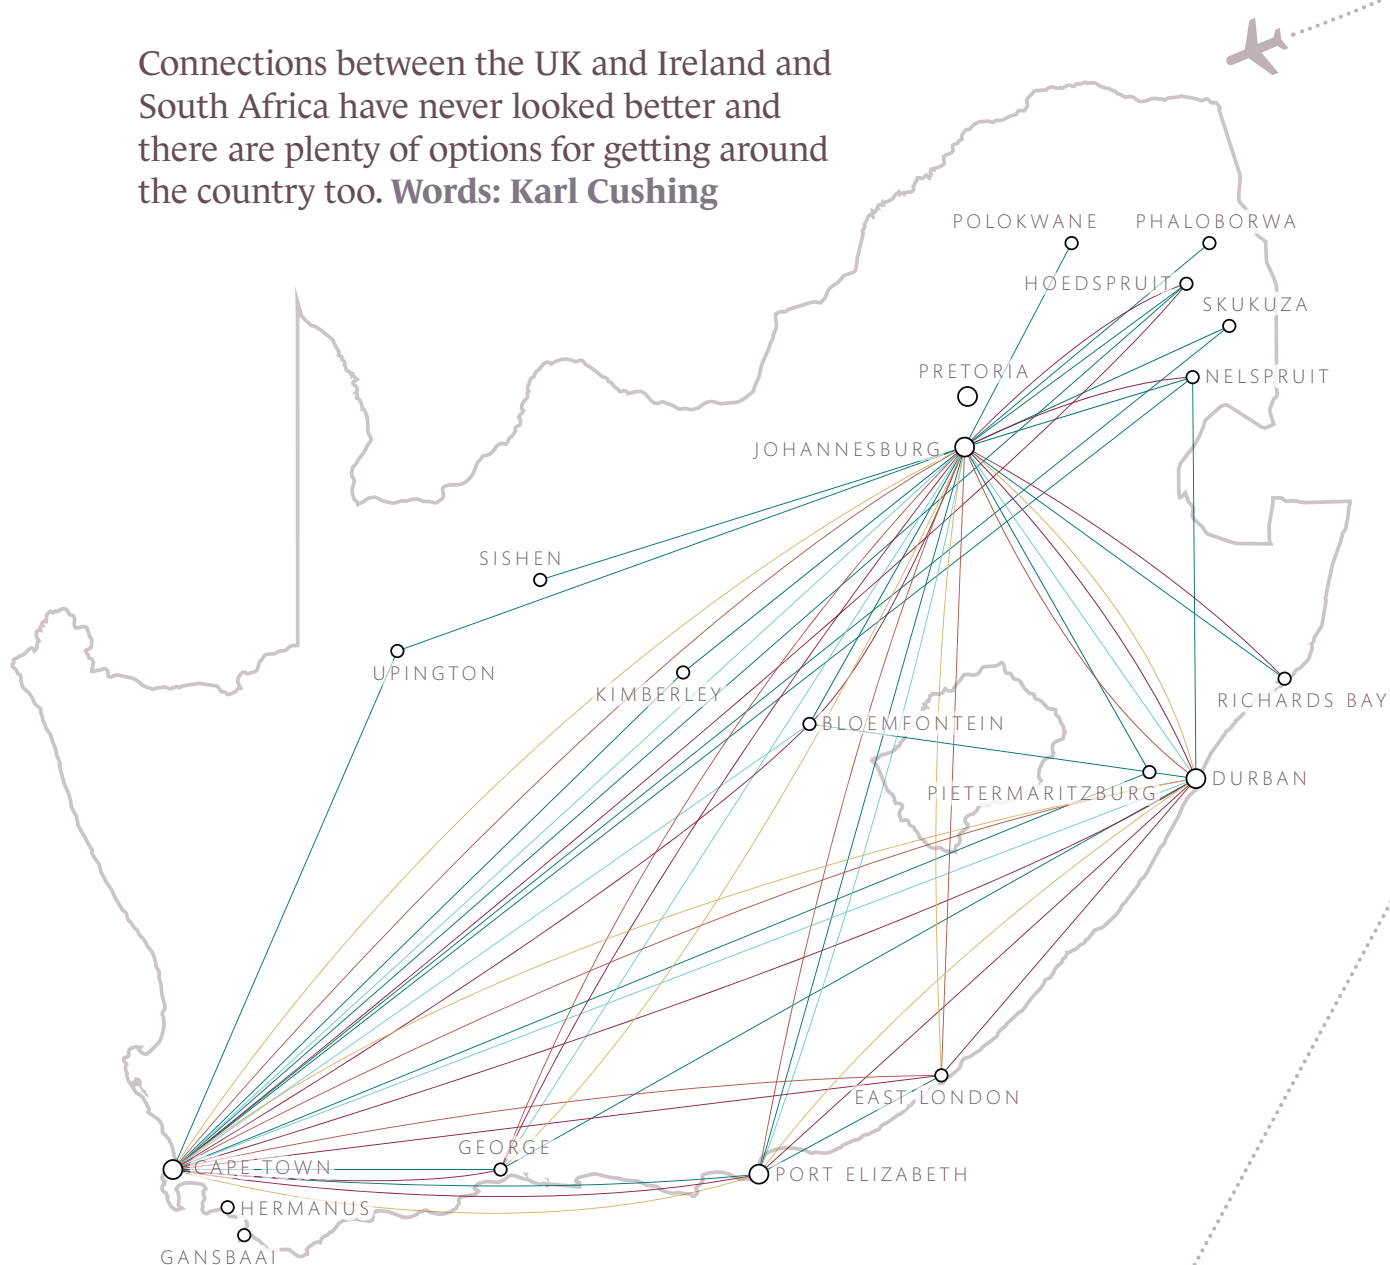 Connections between the UK and Ireland and
South Africa have never looked better and
there are plenty of options for getting around
the country too. Words: Karl Cushing
POLOKWANE
PHALOBORWA
HOEDSPRUIT
SKUKUZA
PRETORIA
NELSPRUIT
JOHANNESBURG
SISHEN
UPINGTON
KIMBERLEY
RICHARDS BAY
BLOEMFONTEIN
DURBAN
PIETERMARITZBURG
EAST LONDON
GEORGE
CAPE TOWN
PORT ELIZABETH
HERMANUS
GANSBAAI